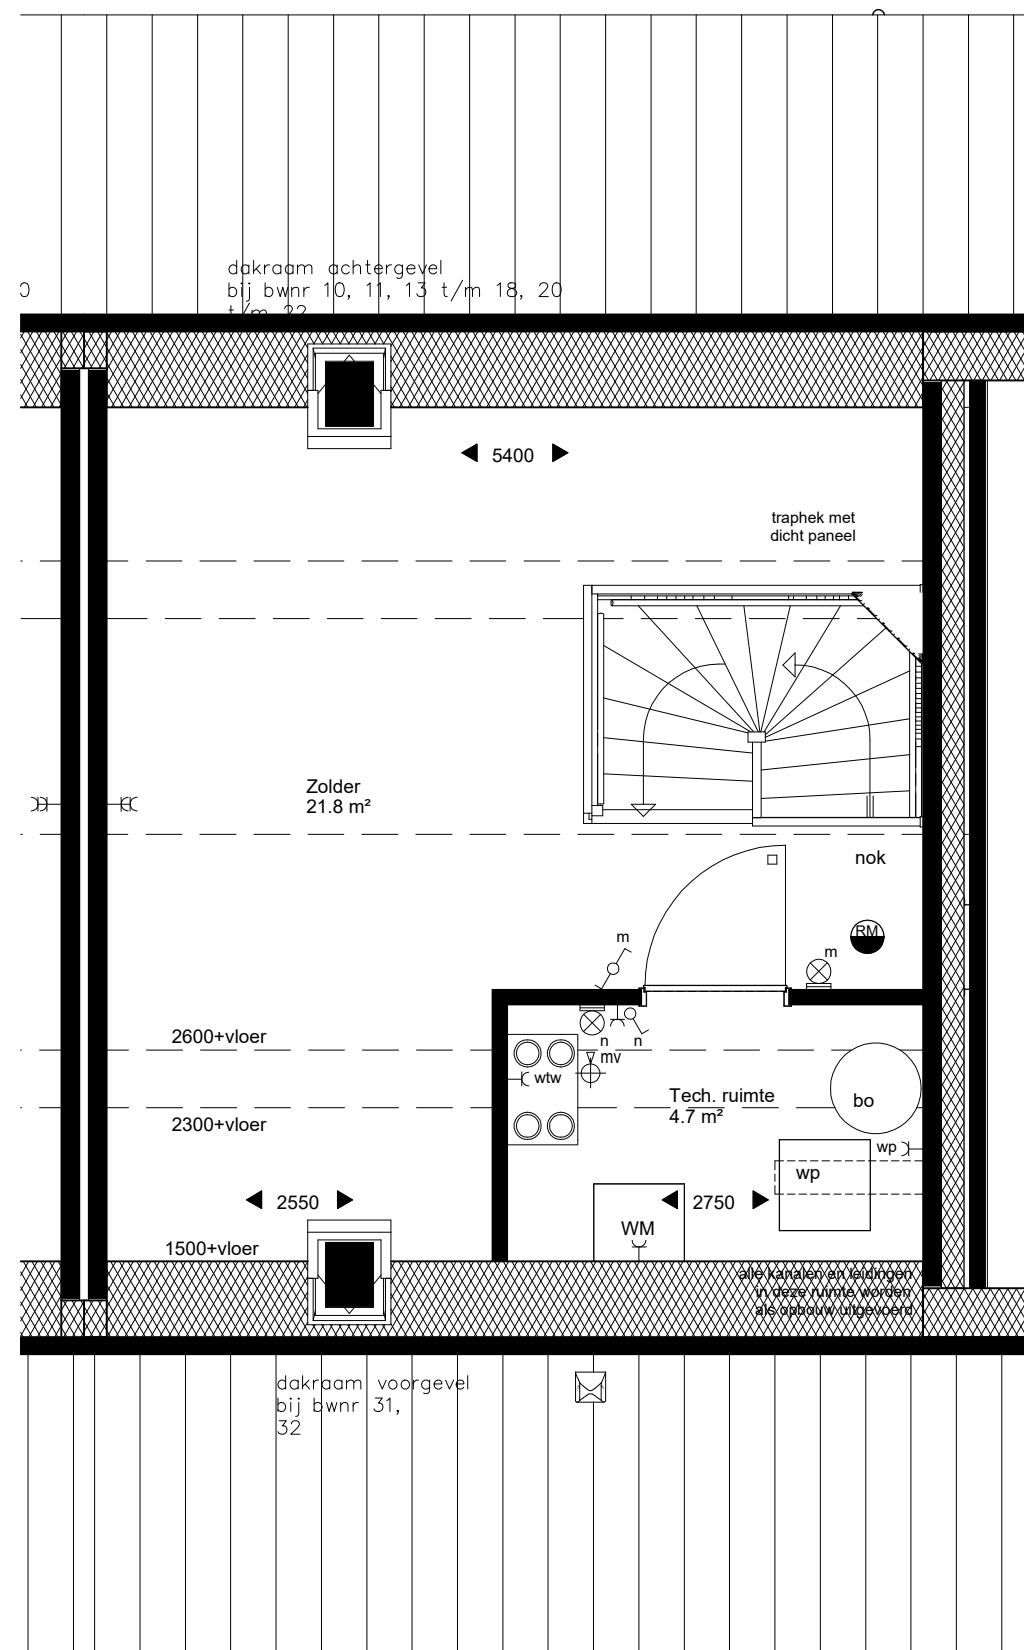 dakraam achtergevel
0
bij bwnr 10, 11, 13 t/m 18, 20
t/m 22
5400
traphek met
dicht paneel
Zolder
21.8 m²
nok
RM
m
m
2600+vloer
n
n
mv
wtw
Tech. ruimte
4.7 m²
bo
2300+vloer
wp
wp
2550
2750
WM
1500+vloer
alle kanalen en leidingen
in deze ruimte worden
als opbouw uitgevoerd
dakraam voorgevel
bij bwnr 31,
32